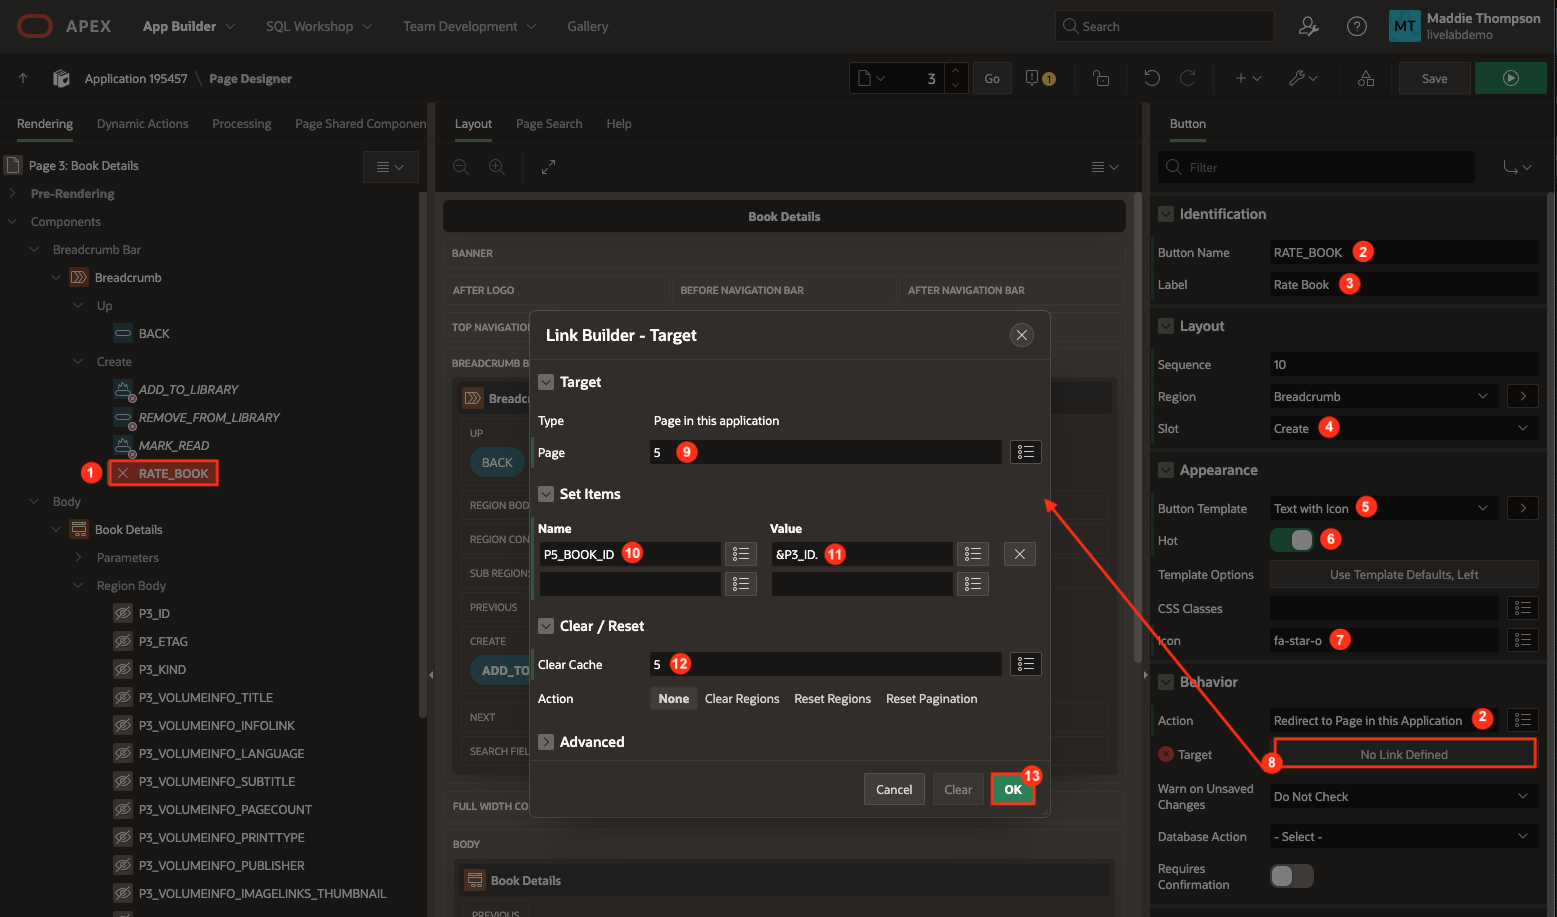 APEX App Builder SQL Workshop Team Development Gallery Search MT Maddie Thompson
livelabdemo
Application 195457 \ Page Designer 3 Go 1 Save
Rendering Dynamic Actions Processing Page Shared Componen
Page 3: Book Details
Pre-Rendering
Components
Breadcrumb Bar
Breadcrumb
Up
BACK
Create
ADD_TO_LIBRARY
REMOVE_FROM_LIBRARY
MARK_READ
1 RATE_BOOK
Body
Book Details
Parameters
Region Body
P3_ID
P3_ETAG
P3_KIND
P3_VOLUMEINFO_TITLE
P3_VOLUMEINFO_INFOLINK
P3_VOLUMEINFO_LANGUAGE
P3_VOLUMEINFO_SUBTITLE
P3_VOLUMEINFO_PAGECOUNT
P3_VOLUMEINFO_PRINTTYPE
P3_VOLUMEINFO_PUBLISHER
P3_VOLUMEINFO_IMAGELINKS_THUMBNAIL
Layout Page Search Help
Book Details
BANNER
AFTER LOGO BEFORE NAVIGATION BAR AFTER NAVIGATION BAR
TOP NAVIGATIO
BREADCRUMB B
Breadc
UP
BACK
REGION BOD
REGION CON
SUB REGIONS
PREVIOUS
CREATE
ADD_TO
NEXT
SEARCH FIEL
FULL WIDTH CO
BODY
Book Details
PREVIOUS
Link Builder - Target
Target
Type Page in this application
Page 5 9
Set Items
Name Value
P5_BOOK_ID 10 &P3_ID. 11
Clear / Reset
Clear Cache 5 12
Action None Clear Regions Reset Regions Reset Pagination
Advanced
Cancel Clear OK 13
Button
Filter
Identification
Button Name RATE_BOOK 2
Label Rate Book 3
Layout
Sequence 10
Region Breadcrumb
Slot Create 4
Appearance
Button Template Text with Icon 5
Hot 6
Template Options Use Template Defaults, Left
CSS Classes
Icon fa-star-o 7
Behavior
Action Redirect to Page in this Application 2
Target 8 No Link Defined
Warn on Unsaved
Changes Do Not Check
Database Action - Select -
Requires
Confirmation